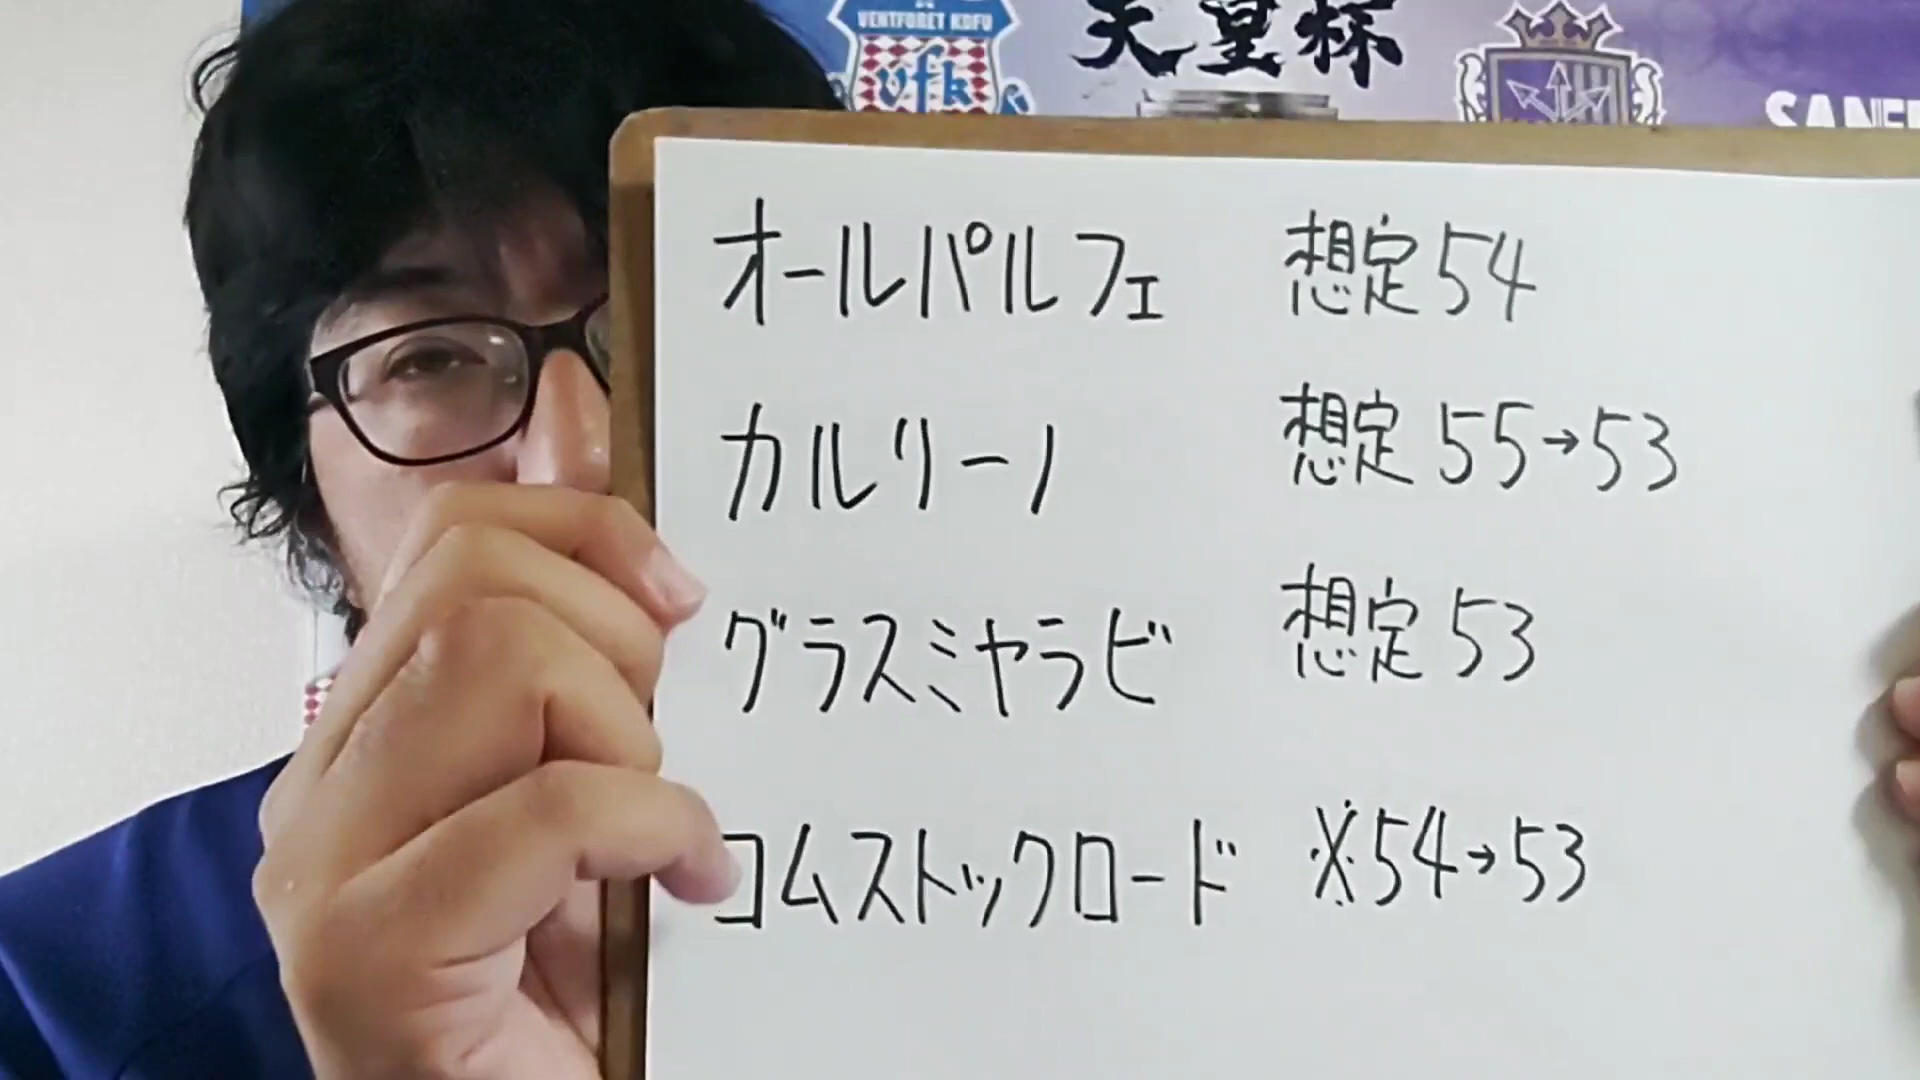 VENTFORET KOFU
vfk
天皇杯
オールパルフェ 想定54
カルリーノ 想定55→53
グラスミヤラビ 想定53
コムストックロード ※54→53